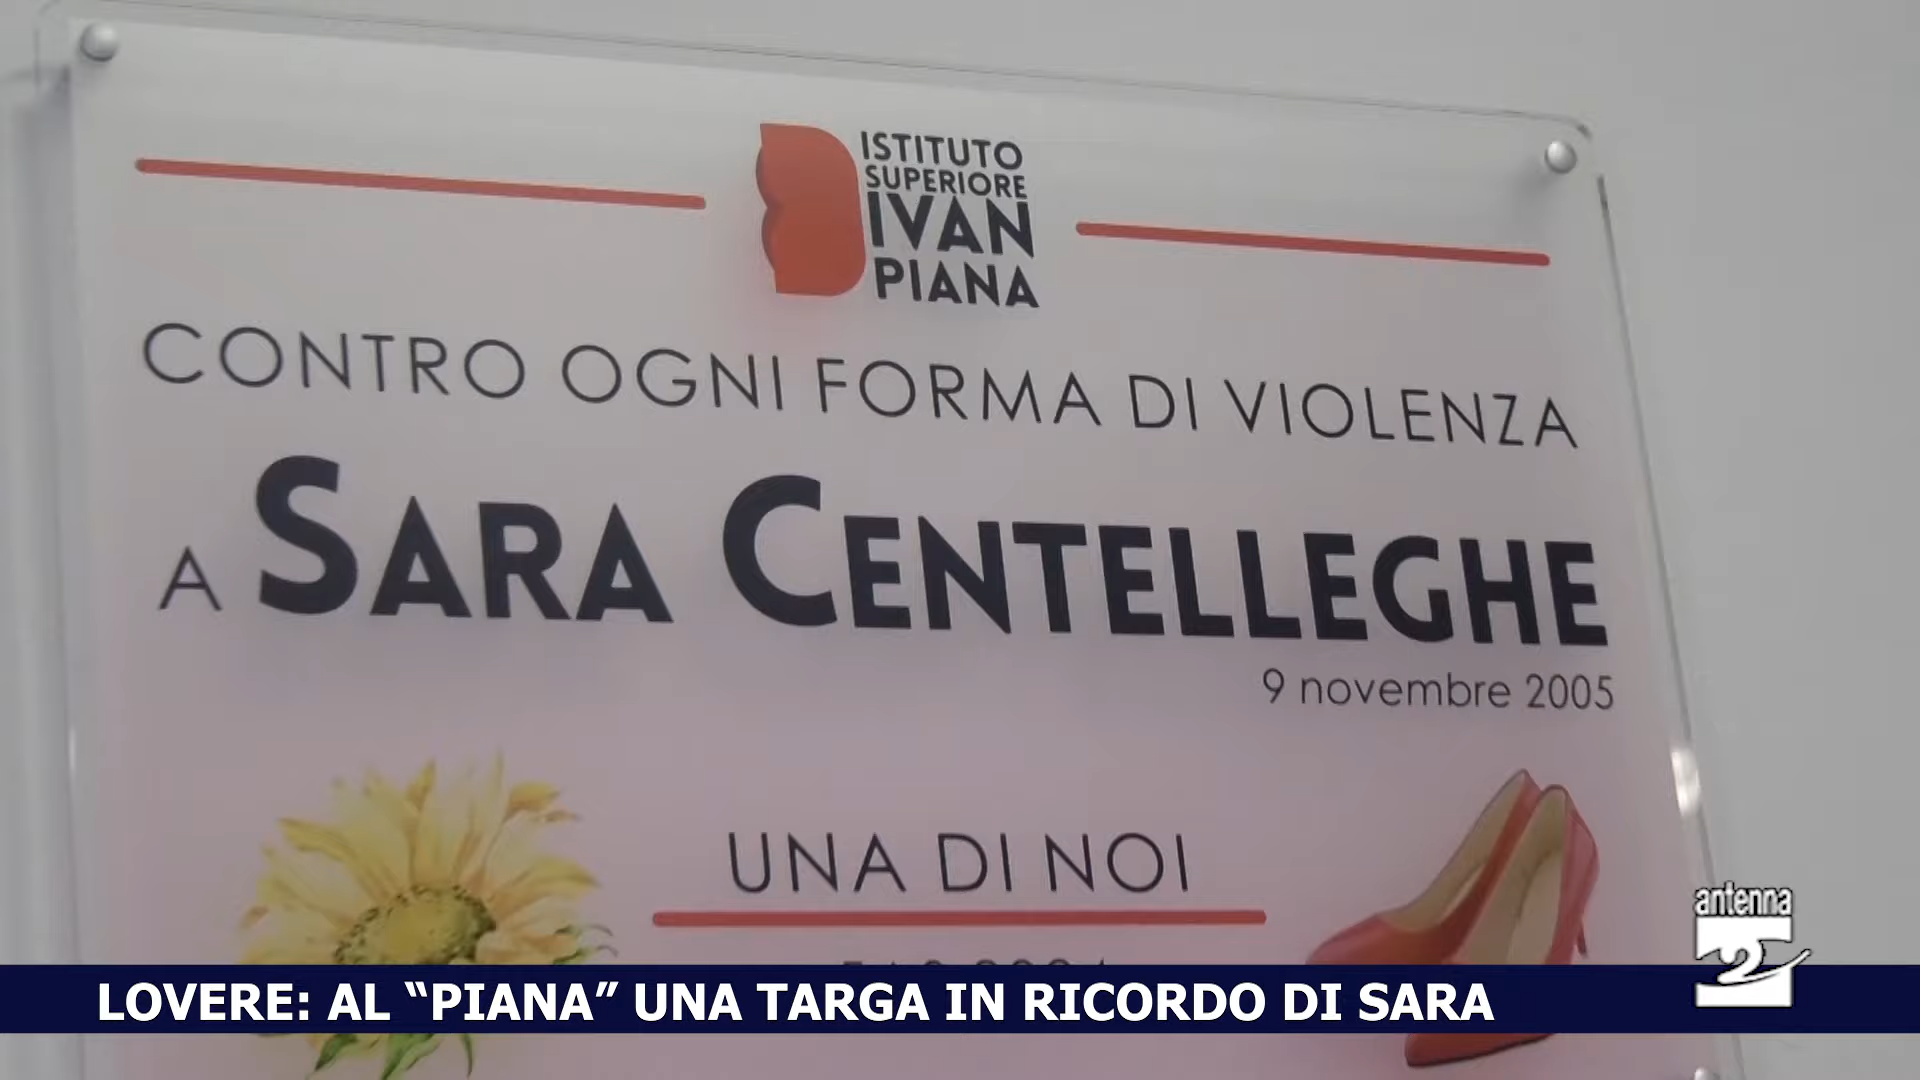 ISTITUTO
SUPERIORE
IVAN
PIANA
CONTRO OGNI FORMA DI VIOLENZA
A SARA CENTELLEGHE
9 novembre 2005
UNA DI NOI
antenna
2
LOVERE: AL “PIANA” UNA TARGA IN RICORDO DI SARA